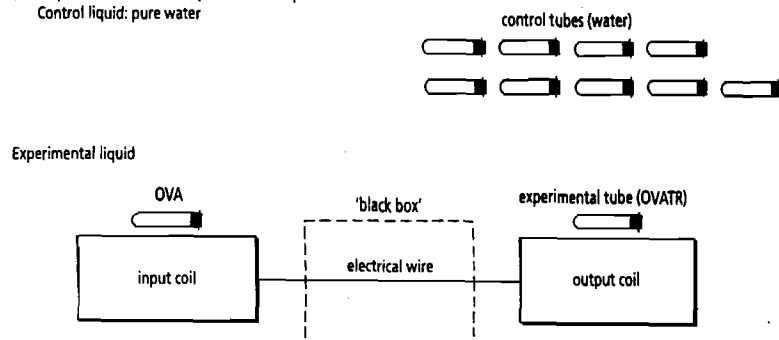 Control liquid: pure water
control tubes (water)
Experimental liquid
OVA
'black box'
experimental tube (OVATR)
input coil
electrical wire
output coil